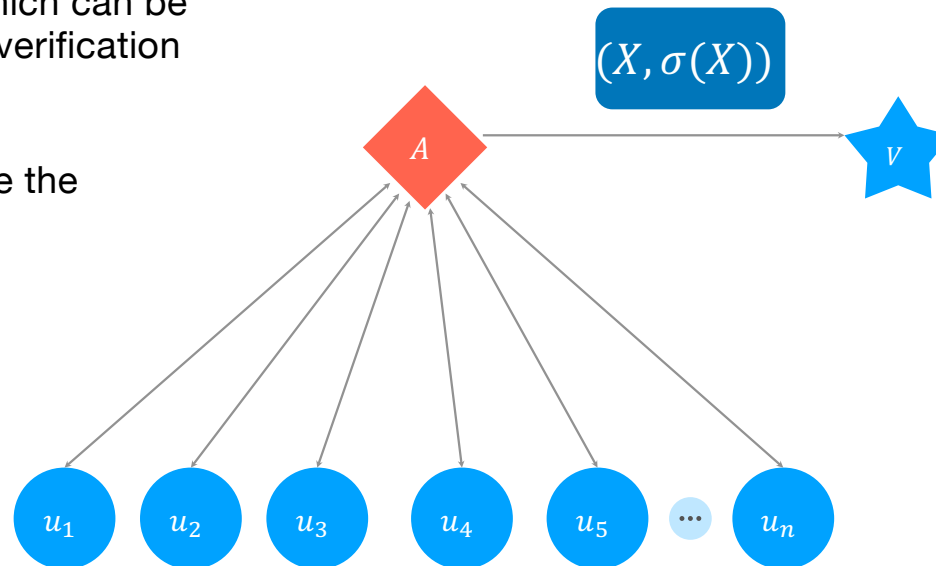 hich can be
verification
e the
(X, σ(X))
A
V
u₁ u₂ u₃ u₄ u₅ ... uₙ